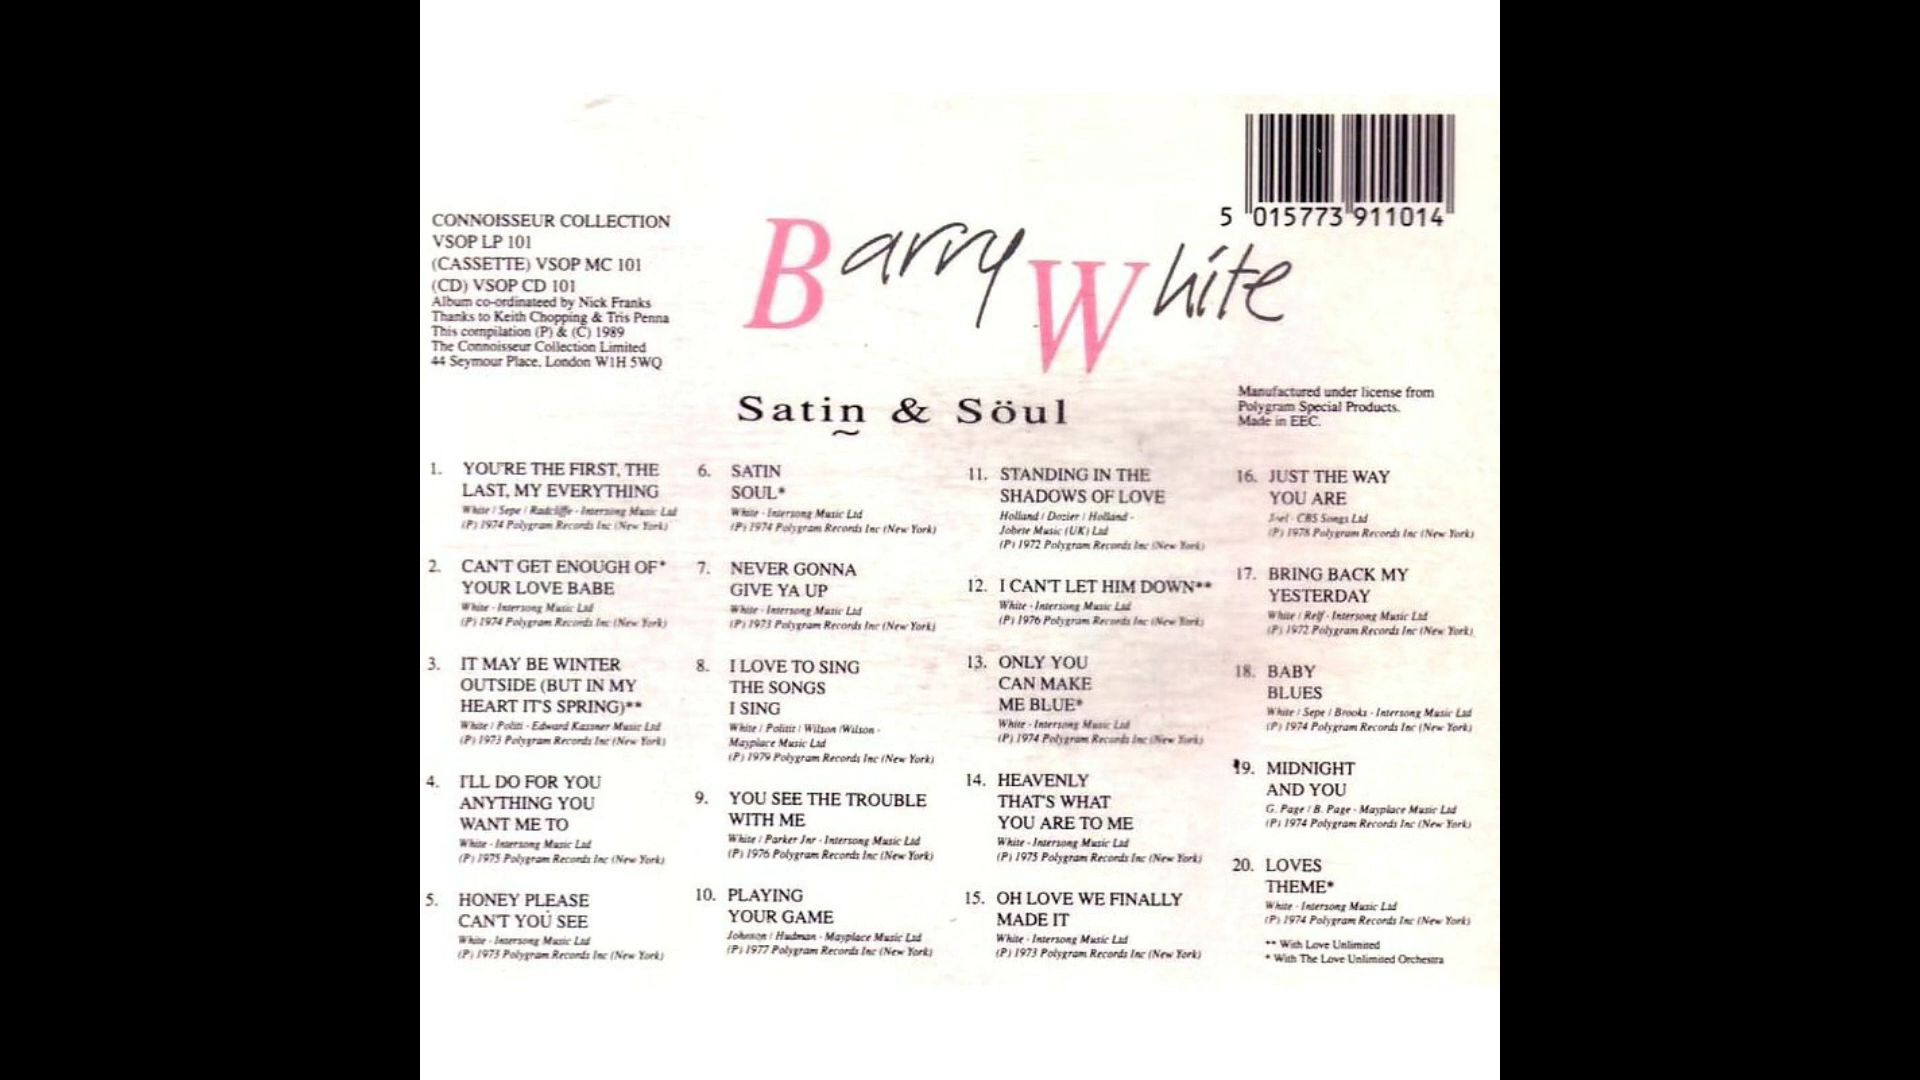 5 015773 911014
CONNOISSEUR COLLECTION
VSOP LP 101
(CASSETTE) VSOP MC 101
(CD) VSOP CD 101
Album co-ordinateed by Nick Franks
Thanks to Keith Chopping & Tris Penna
This compilation (P) & (C) 1989
The Connoisseur Collection Limited
44 Seymour Place, London W1H 5WQ
Barry White
Satin & Söul
Manufactured under license from
Polygram Special Products.
Made in EEC.
1. YOU'RE THE FIRST, THE
LAST, MY EVERYTHING
White / Sepe / Radcliffe - Intersong Music Ltd
(P) 1974 Polygram Records Inc (New York)
2. CAN'T GET ENOUGH OF*
YOUR LOVE BABE
White - Intersong Music Ltd
(P) 1974 Polygram Records Inc (New York)
3. IT MAY BE WINTER
OUTSIDE (BUT IN MY
HEART IT'S SPRING)**
White / Politi - Edward Kassner Music Ltd
(P) 1973 Polygram Records Inc (New York)
4. I'LL DO FOR YOU
ANYTHING YOU
WANT ME TO
White - Intersong Music Ltd
(P) 1975 Polygram Records Inc (New York)
5. HONEY PLEASE
CAN'T YOU SEE
White - Intersong Music Ltd
(P) 1973 Polygram Records Inc (New York)
6. SATIN
SOUL*
White - Intersong Music Ltd
(P) 1974 Polygram Records Inc (New York)
7. NEVER GONNA
GIVE YA UP
White - Intersong Music Ltd
(P) 1973 Polygram Records Inc (New York)
8. I LOVE TO SING
THE SONGS
I SING
White / Politit / Wilson /Wilson -
Mayplace Music Ltd
(P) 1979 Polygram Records Inc (New York)
9. YOU SEE THE TROUBLE
WITH ME
White / Parker Jnr - Intersong Music Ltd
(P) 1976 Polygram Records Inc (New York)
10. PLAYING
YOUR GAME
Johnson / Hudman - Mayplace Music Ltd
(P) 1977 Polygram Records Inc (New York)
11. STANDING IN THE
SHADOWS OF LOVE
Holland / Dozier / Holland -
Jobete Music (UK) Ltd
(P) 1972 Polygram Records Inc (New York)
12. I CAN'T LET HIM DOWN**
White - Intersong Music Ltd
(P) 1976 Polygram Records Inc (New York)
13. ONLY YOU
CAN MAKE
ME BLUE*
White - Intersong Music Ltd
(P) 1974 Polygram Records Inc (New York)
14. HEAVENLY
THAT'S WHAT
YOU ARE TO ME
White - Intersong Music Ltd
(P) 1975 Polygram Records Inc (New York)
15. OH LOVE WE FINALLY
MADE IT
White - Intersong Music Ltd
(P) 1973 Polygram Records Inc (New York)
16. JUST THE WAY
YOU ARE
Joel - CBS Songs Ltd
(P) 1978 Polygram Records Inc (New York)
17. BRING BACK MY
YESTERDAY
White / Relf - Intersong Music Ltd
(P) 1972 Polygram Records Inc (New York)
18. BABY
BLUES
White / Sepe / Brooks - Intersong Music Ltd
(P) 1974 Polygram Records Inc (New York)
19. MIDNIGHT
AND YOU
G. Page / B. Page - Mayplace Music Ltd
(P) 1974 Polygram Records Inc (New York)
20. LOVES
THEME*
White - Intersong Music Ltd
(P) 1974 Polygram Records Inc (New York)
** With Love Unlimited
* With The Love Unlimited Orchestra